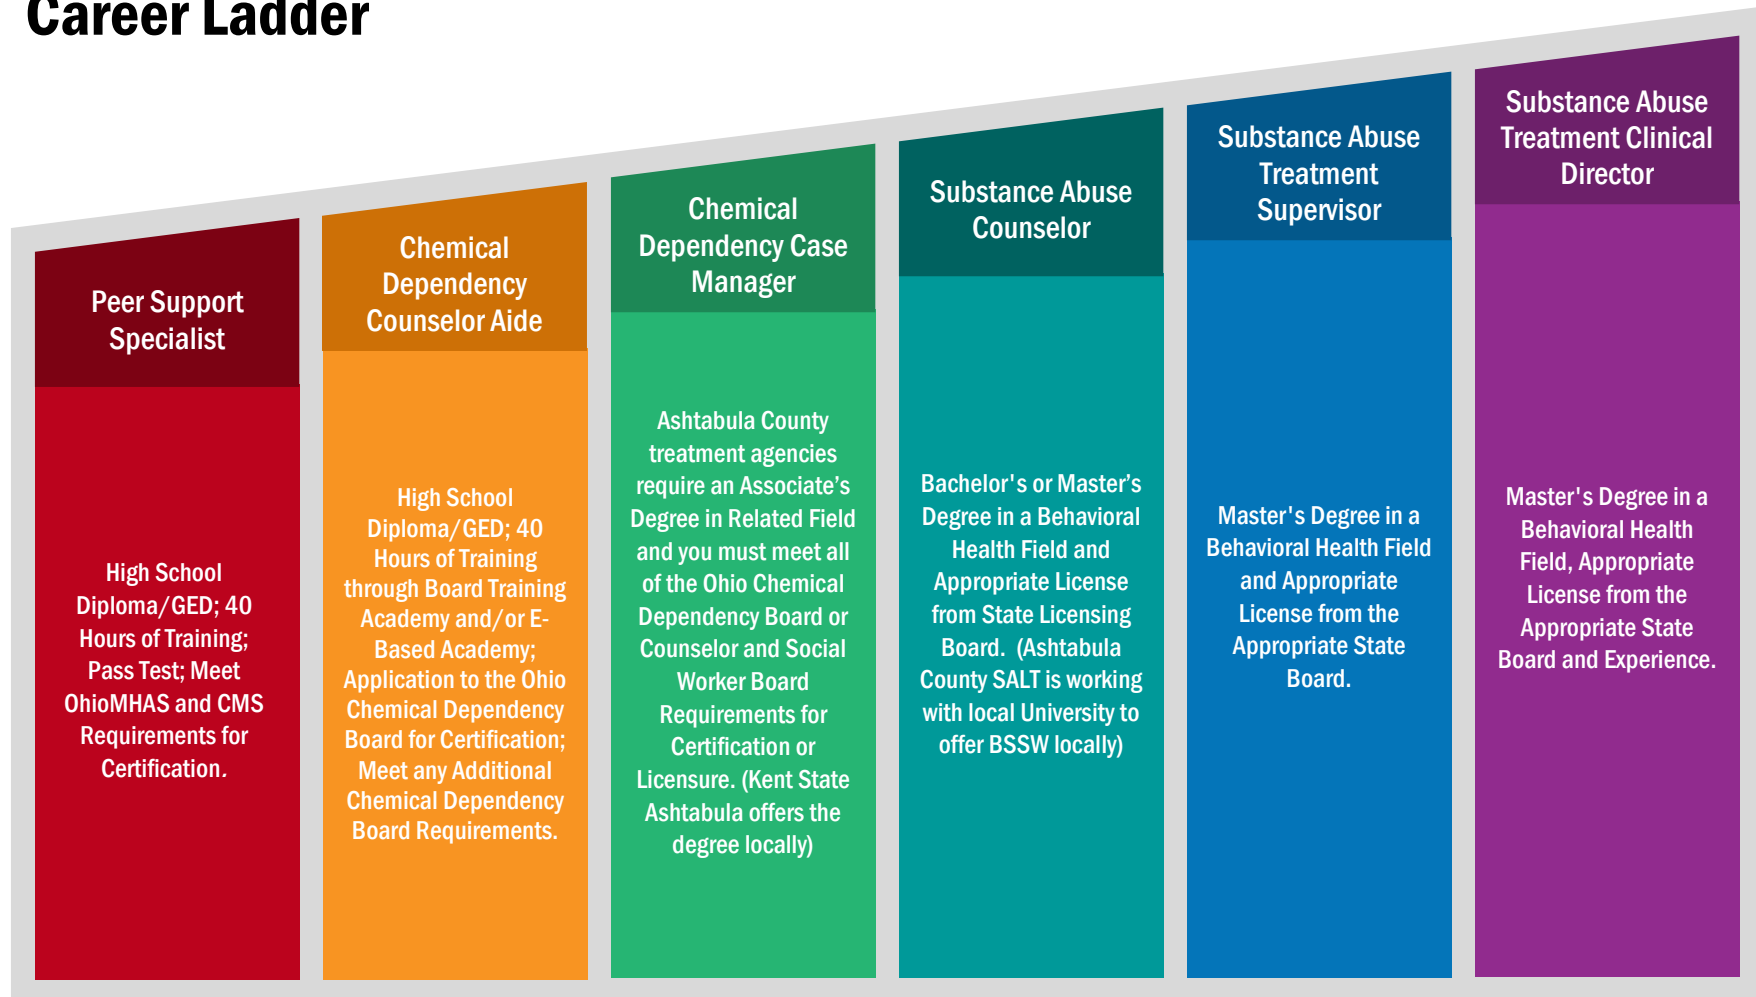 Career Ladder
Peer Support
Specialist
High School
Diploma/GED; 40
Hours of Training;
Pass Test; Meet
OhioMHAS and CMS
Requirements for
Certification.
Chemical
Dependency
Counselor Aide
High School
Diploma/GED; 40
Hours of Training
through Board Training
Academy and/or E-
Based Academy;
Application to the Ohio
Chemical Dependency
Board for Certification;
Meet any Additional
Chemical Dependency
Board Requirements.
Chemical
Dependency Case
Manager
Ashtabula County
treatment agencies
require an Associate’s
Degree in Related Field
and you must meet all
of the Ohio Chemical
Dependency Board or
Counselor and Social
Worker Board
Requirements for
Certification or
Licensure. (Kent State
Ashtabula offers the
degree locally)
Substance Abuse
Counselor
Bachelor's or Master’s
Degree in a Behavioral
Health Field and
Appropriate License
from State Licensing
Board. (Ashtabula
County SALT is working
with local University to
offer BSSW locally)
Substance Abuse
Treatment
Supervisor
Master's Degree in a
Behavioral Health Field
and Appropriate
License from the
Appropriate State
Board.
Substance Abuse
Treatment Clinical
Director
Master's Degree in a
Behavioral Health
Field, Appropriate
License from the
Appropriate State
Board and Experience.